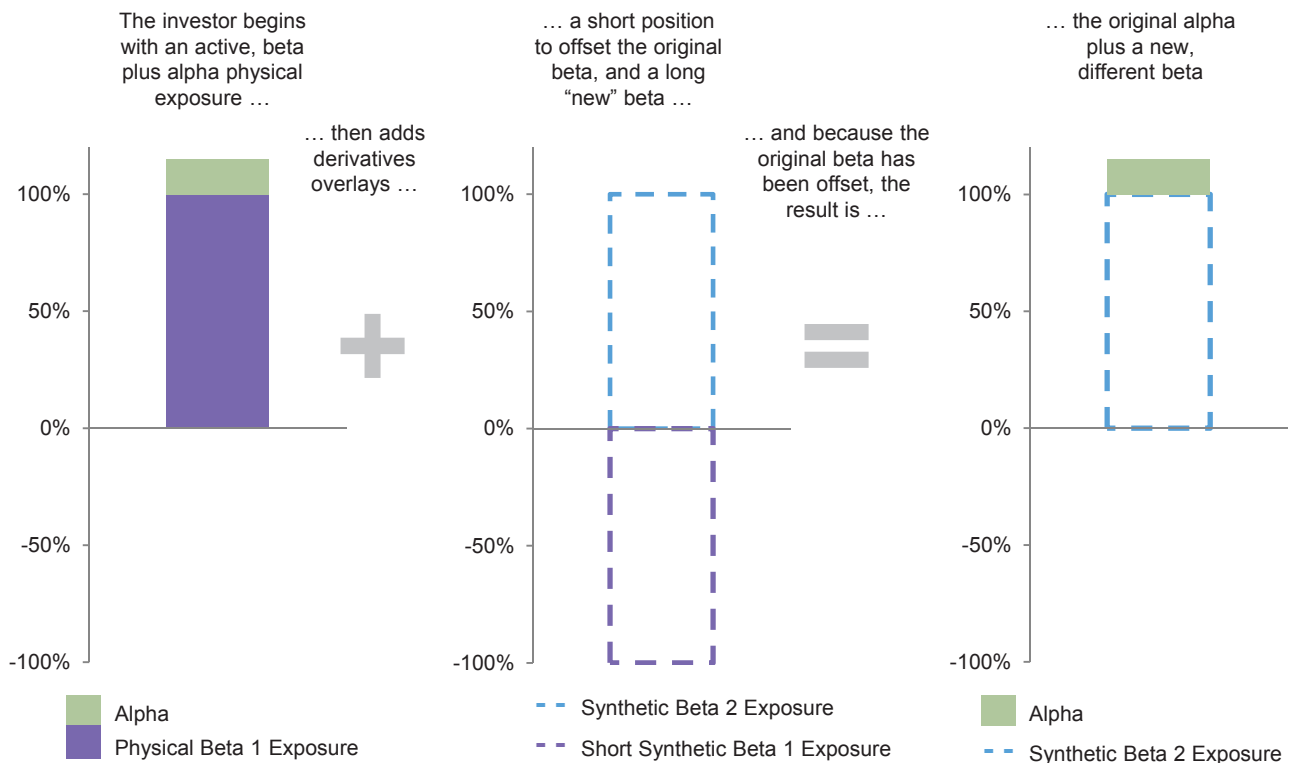 The investor begins
with an active, beta
plus alpha physical
exposure …
… then adds
derivatives
overlays …
… a short position
to offset the original
beta, and a long
“new” beta …
… and because the
original beta has
been offset, the
result is …
… the original alpha
plus a new,
different beta
100%
50%
0%
-50%
-100%
Alpha
Physical Beta 1 Exposure
100%
50%
0%
-50%
-100%
Synthetic Beta 2 Exposure
Short Synthetic Beta 1 Exposure
100%
50%
0%
-50%
-100%
Alpha
Synthetic Beta 2 Exposure